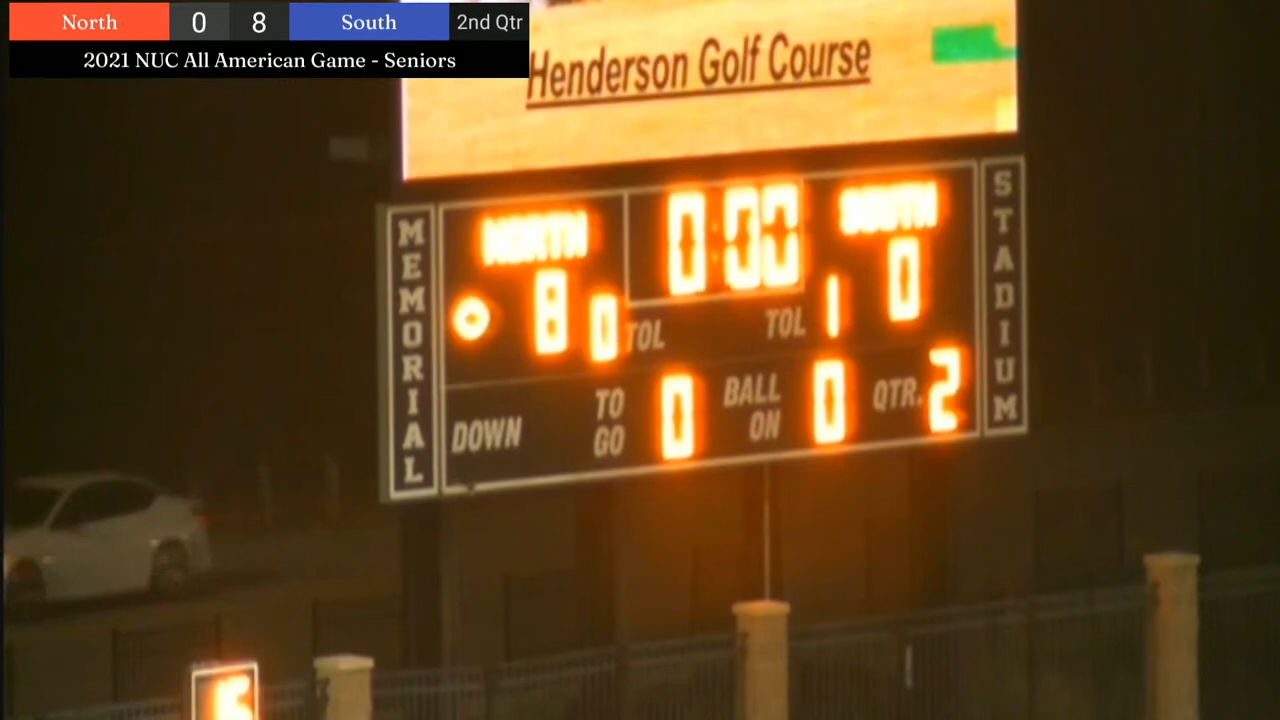 North 0 8 South 2nd Qtr
2021 NUC All American Game - Seniors
Henderson Golf Course
MEMORIAL
STADIUM
NORTH 0:00 SOUTH
8 0 TOL TOL 1 0
DOWN TO GO 0 BALL ON 0 QTR. 2
5